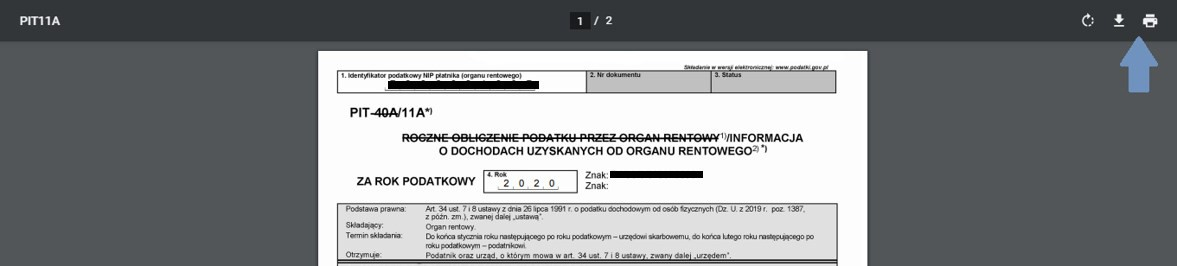 PIT11A
1 / 2
Składanie w wersji elektronicznej: www.podatki.gov.pl
1. Identyfikator podatkowy NIP płatnika (organu rentowego)
2. Nr dokumentu
3. Status
PIT-40A/11A*)
ROCZNE OBLICZENIE PODATKU PRZEZ ORGAN RENTOWY1)/INFORMACJA
O DOCHODACH UZYSKANYCH OD ORGANU RENTOWEGO2) *)
ZA ROK PODATKOWY
4. Rok
2 0 2 0
Znak:
Znak:
Podstawa prawna: Art. 34 ust. 7 i 8 ustawy z dnia 26 lipca 1991 r. o podatku dochodowym od osób fizycznych (Dz. U. z 2019 r. poz. 1387,
z późn. zm.), zwanej dalej „ustawą”.
Składający: Organ rentowy.
Termin składania: Do końca stycznia roku następującego po roku podatkowym – urzędowi skarbowemu, do końca lutego roku następującego po
roku podatkowym – podatnikowi.
Otrzymuje: Podatnik oraz urząd, o którym mowa w art. 34 ust. 7 i 8 ustawy, zwany dalej „urzędem”.